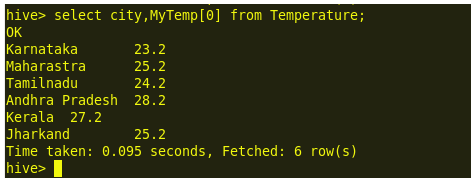 hive> select city,MyTemp[0] from Temperature;
OK
Karnataka 23.2
Maharastra 25.2
Tamilnadu 24.2
Andhra Pradesh 28.2
Kerala 27.2
Jharkand 25.2
Time taken: 0.095 seconds, Fetched: 6 row(s)
hive>